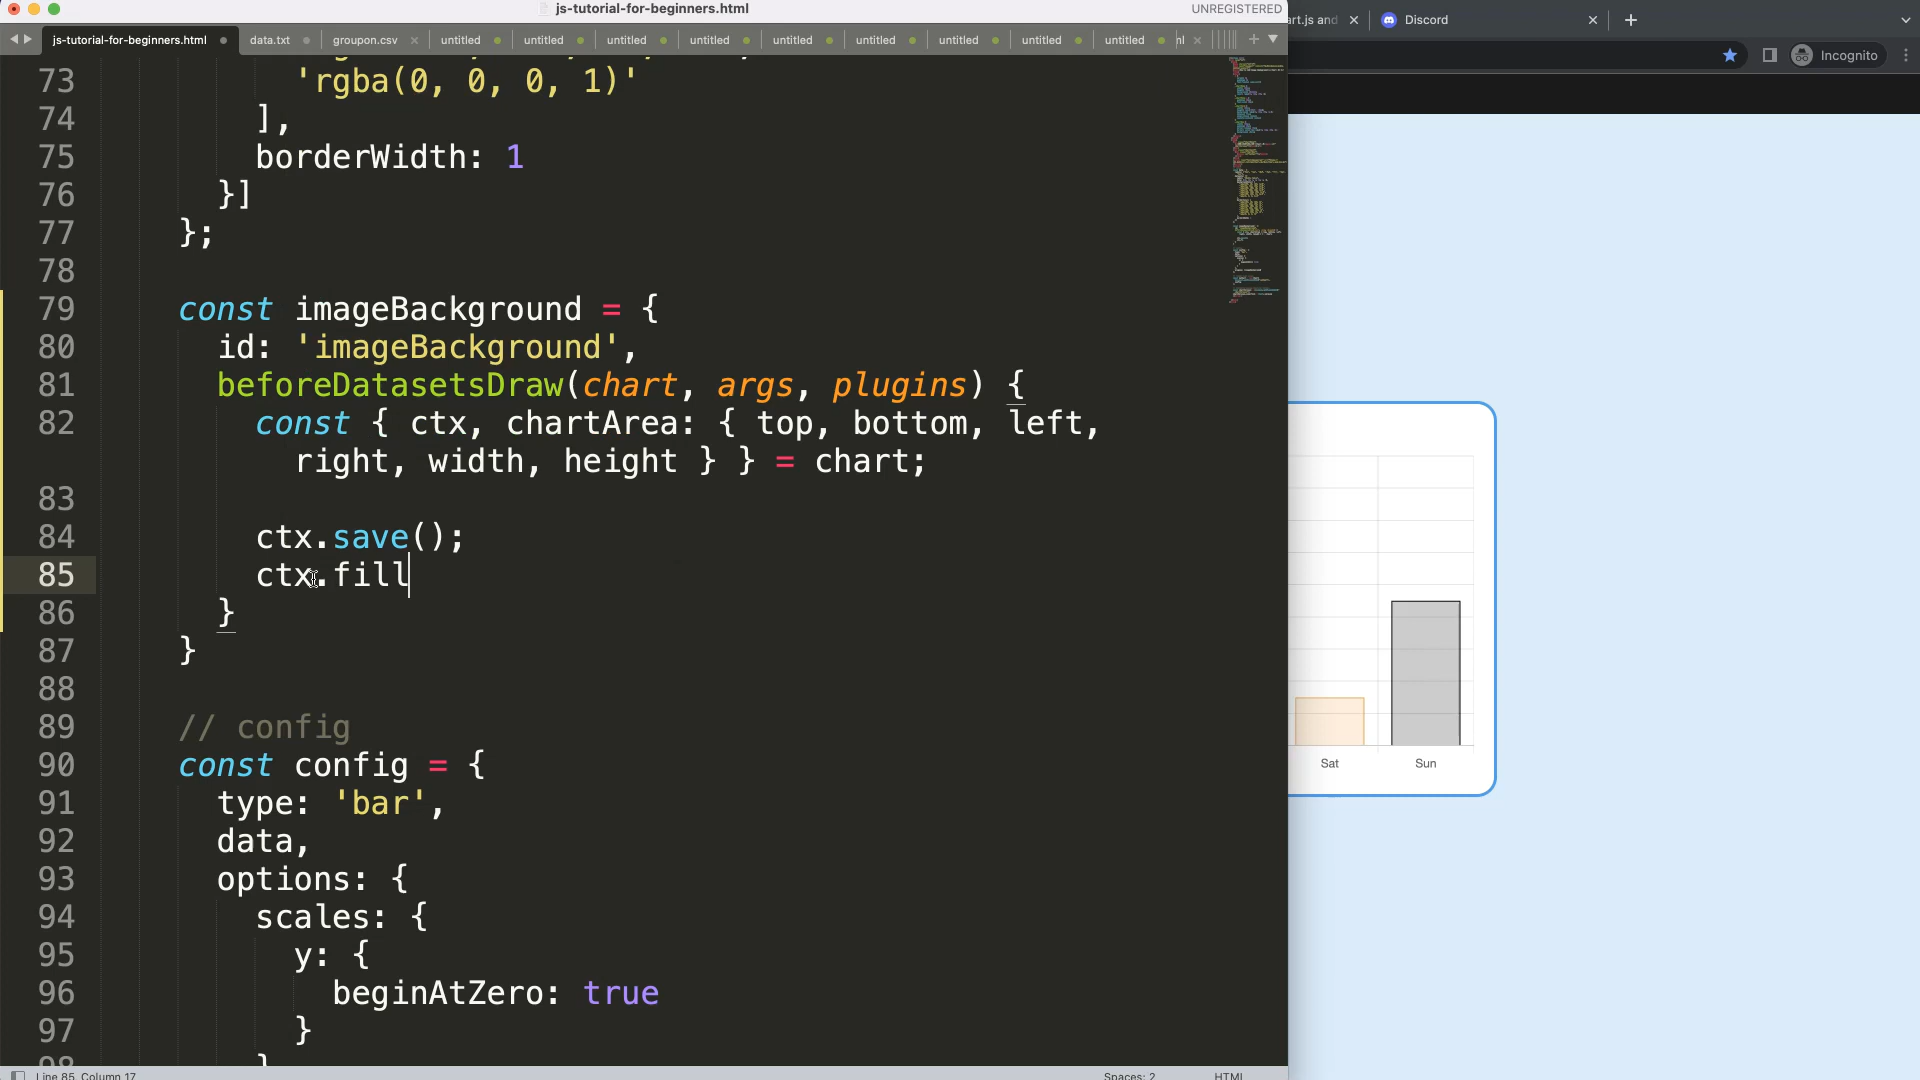 js-tutorial-for-beginners.html
UNREGISTERED
art.js and
Discord
js-tutorial-for-beginners.html
data.txt
groupon.csv
untitled
untitled
untitled
untitled
untitled
untitled
untitled
untitled
untitled
Incognito
73 'rgba(0, 0, 0, 1)'
74 ],
75 borderWidth: 1
76 }]
77 };
78
79 const imageBackground = {
80 id: 'imageBackground',
81 beforeDatasetsDraw(chart, args, plugins) {
82 const { ctx, chartArea: { top, bottom, left,
right, width, height } } = chart;
83
84 ctx.save();
85 ctx.fill
86 }
87 }
88
89 // config
90 const config = {
91 type: 'bar',
92 data,
93 options: {
94 scales: {
95 y: {
96 beginAtZero: true
97 }
98 }
Sat
Sun
Line 85, Column 17
Spaces: 2
HTML